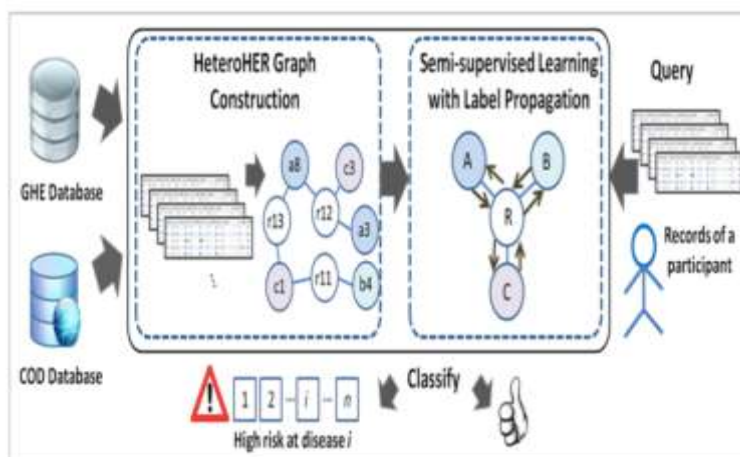 HeteroHER Graph
Construction
Semi-supervised Learning
with Label Propagation
Query
GHE Database
COD Database
a8
c3
r13
r12
a3
c1
r11
b4
A
B
R
C
Records of a
participant
Classify
1 2 ... i ... n
High risk at disease i